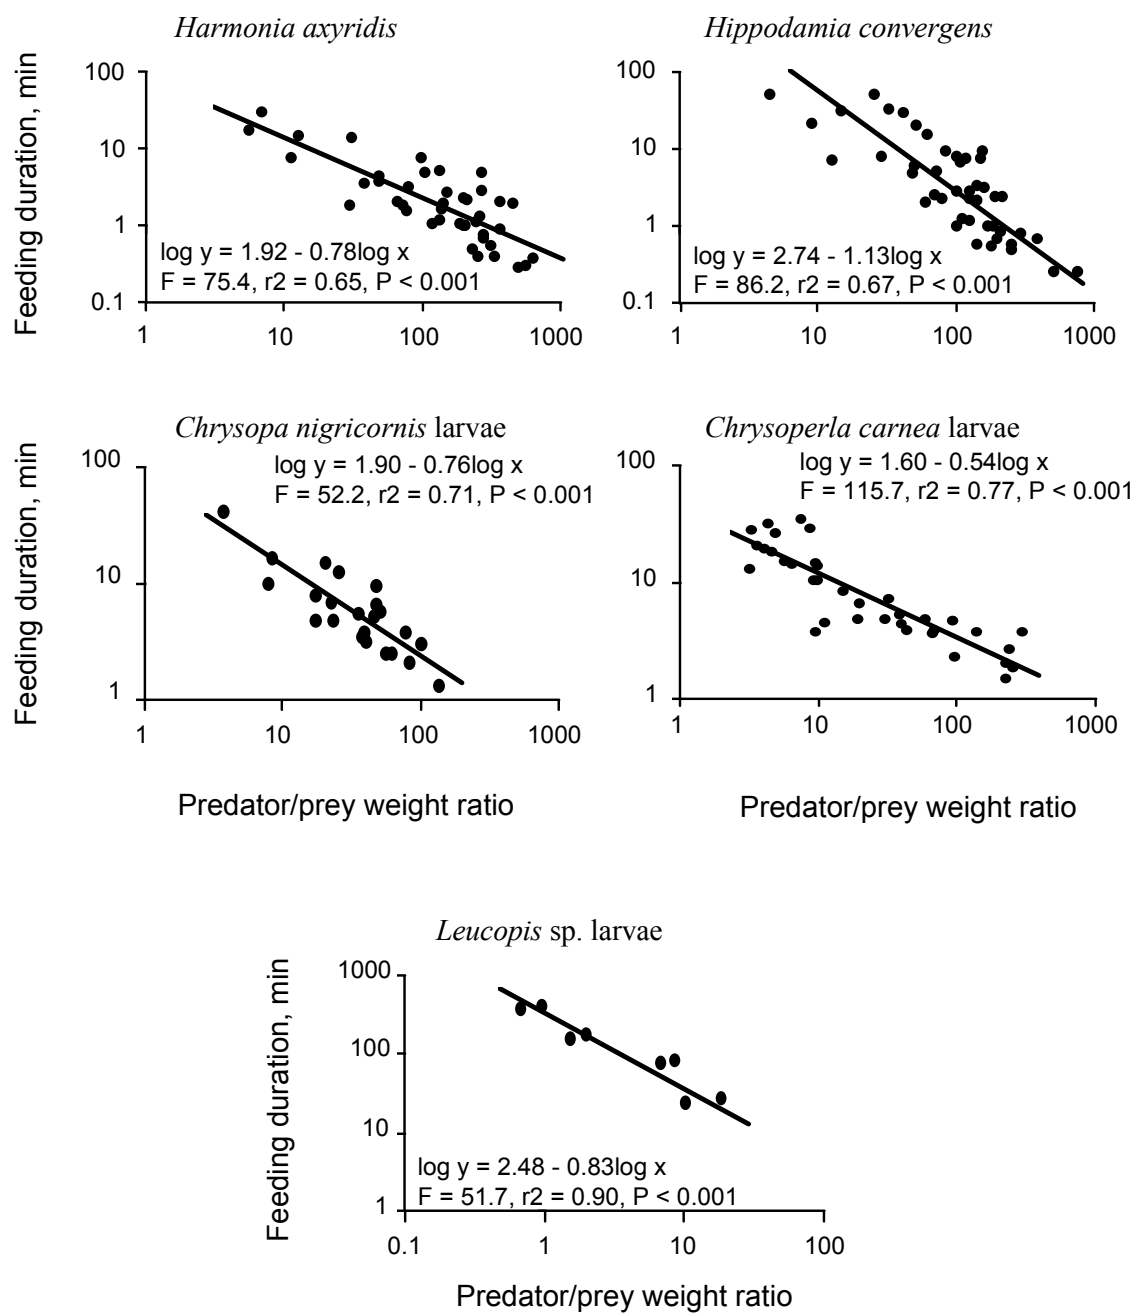 Harmonia axyridis
Hippodamia convergens
Feeding duration, min
100
10
1
0.1
log y = 1.92 - 0.78log x
F = 75.4, r2 = 0.65, P < 0.001
1
10
100
1000
100
10
1
0.1
log y = 2.74 - 1.13log x
F = 86.2, r2 = 0.67, P < 0.001
1
10
100
1000
Chrysopa nigricornis larvae
Chrysoperla carnea larvae
Feeding duration, min
100
10
1
log y = 1.90 - 0.76log x
F = 52.2, r2 = 0.71, P < 0.001
1
10
100
1000
100
10
1
log y = 1.60 - 0.54log x
F = 115.7, r2 = 0.77, P < 0.001
1
10
100
1000
Predator/prey weight ratio
Predator/prey weight ratio
Leucopis sp. larvae
Feeding duration, min
1000
100
10
1
log y = 2.48 - 0.83log x
F = 51.7, r2 = 0.90, P < 0.001
0.1
1
10
100
Predator/prey weight ratio